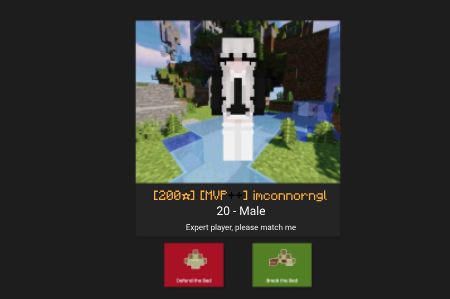 [200☆] [MVP++] imconnorngl
20 - Male
Expert player, please match me
Defend the Bed
Break the Bed